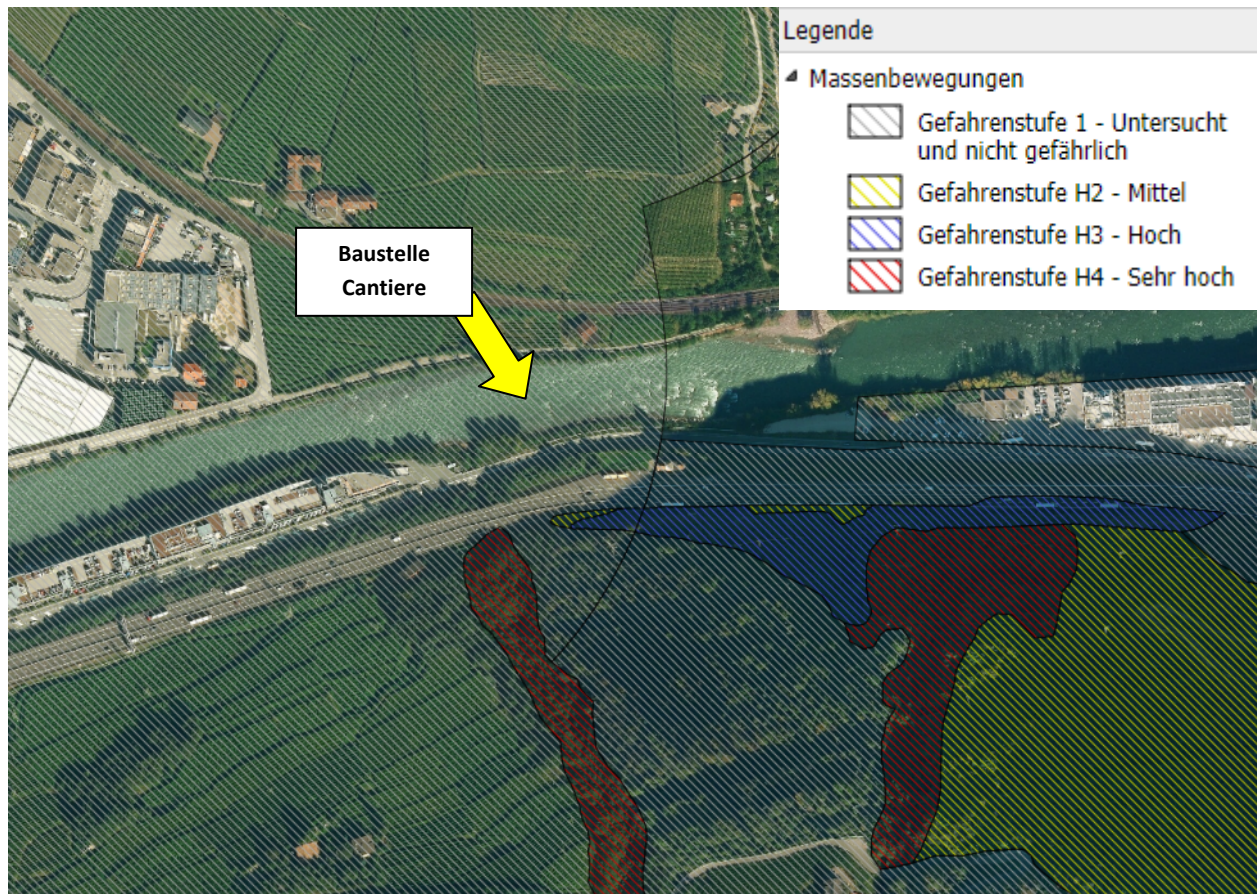 Legende
Massenbewegungen
Gefahrenstufe 1 - Untersucht
und nicht gefährlich
Gefahrenstufe H2 - Mittel
Gefahrenstufe H3 - Hoch
Gefahrenstufe H4 - Sehr hoch
Baustelle
Cantiere